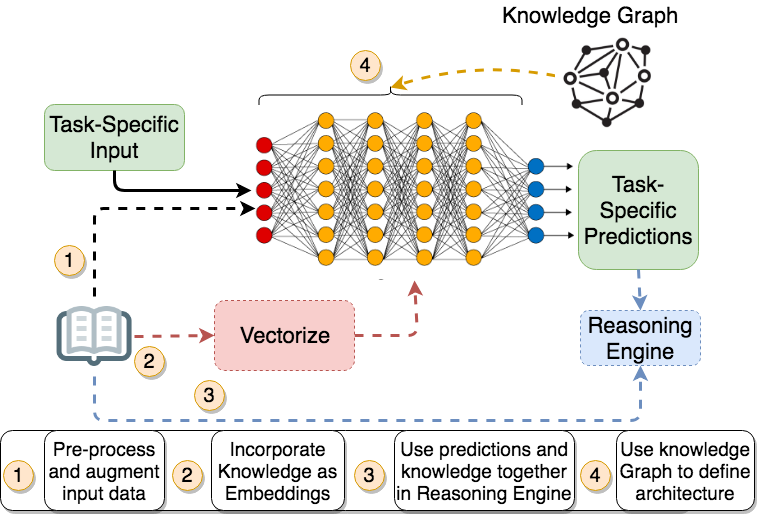 Knowledge Graph
4
Task-Specific
Input
Task-
Specific
Predictions
1
Vectorize
2
Reasoning
Engine
3
1
Pre-process
and augment
input data
2
Incorporate
Knowledge as
Embeddings
3
Use predictions and
knowledge together
in Reasoning Engine
4
Use knowledge
Graph to define
architecture